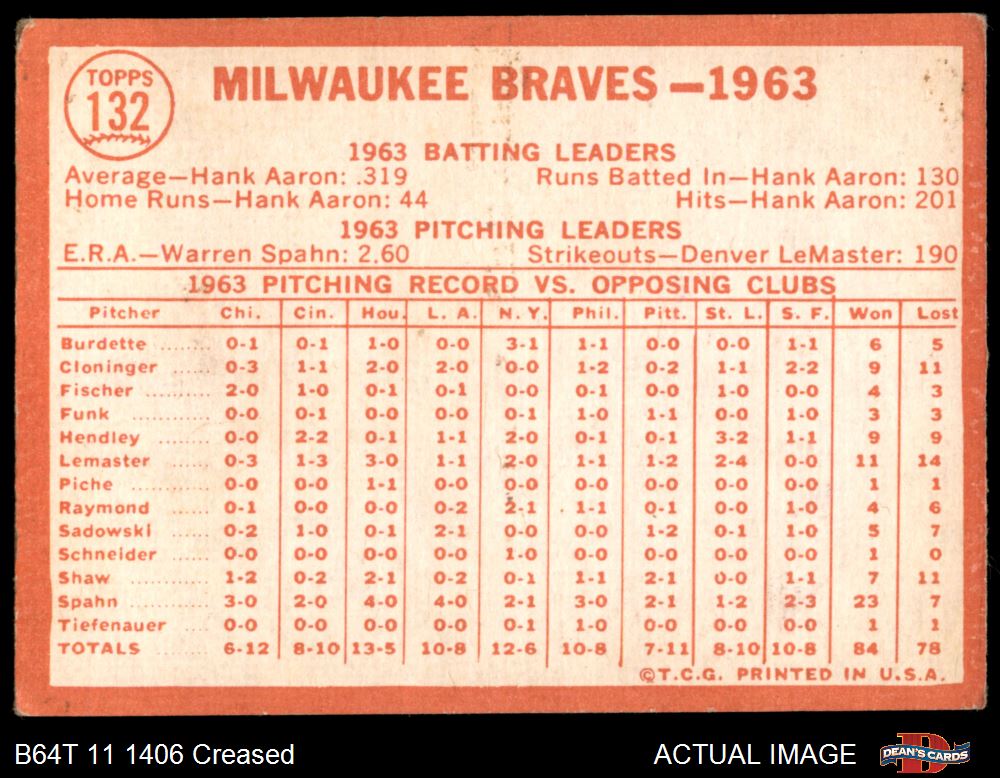 TOPPS
132
MILWAUKEE BRAVES—1963
1963 BATTING LEADERS
Average—Hank Aaron: .319 Runs Batted In—Hank Aaron: 130
Home Runs—Hank Aaron: 44 Hits—Hank Aaron: 201
1963 PITCHING LEADERS
E.R.A.—Warren Spahn: 2.60 Strikeouts—Denver LeMaster: 190
1963 PITCHING RECORD VS. OPPOSING CLUBS
Pitcher Chi. Cin. Hou. L. A. N. Y. Phil. Pitt. St. L. S. F. Won Lost
Burdette ........ 0-1 0-1 1-0 0-0 3-1 1-1 0-0 0-0 1-1 6 5
Cloninger ....... 0-3 1-1 2-0 2-0 0-0 1-2 0-2 1-1 2-2 9 11
Fischer ......... 2-0 1-0 0-1 0-1 0-0 0-1 0-0 1-0 0-0 4 3
Funk ........... 0-0 0-1 0-0 0-0 0-1 1-0 1-1 0-0 1-0 3 3
Hendley ........ 0-0 2-2 0-1 1-1 2-0 0-1 0-1 3-2 1-1 9 9
Lemaster ...... 0-3 1-3 3-0 1-1 2-0 1-1 1-2 2-4 0-0 11 14
Piche ........... 0-0 0-0 1-1 0-0 0-0 0-0 0-0 0-0 0-0 1 1
Raymond ....... 0-1 0-0 0-0 0-2 2-1 1-1 0-1 0-0 1-0 4 6
Sadowski ...... 0-2 1-0 0-1 2-1 0-0 0-0 1-2 0-1 1-0 5 7
Schneider ...... 0-0 0-0 0-0 0-0 1-0 0-0 0-0 0-0 0-0 1 0
Shaw ........... 1-2 0-2 2-1 0-2 0-1 1-1 2-1 0-0 1-1 7 11
Spahn .......... 3-0 2-0 4-0 4-0 2-1 3-0 2-1 1-2 2-3 23 7
Tiefenauer ..... 0-0 0-0 0-0 0-0 0-1 1-0 0-0 0-0 0-0 1 1
TOTALS ........ 6-12 8-10 13-5 10-8 12-6 10-8 7-11 8-10 10-8 84 78
©T.C.G. PRINTED IN U.S.A.
B64T 11 1406 Creased ACTUAL IMAGE DEAN'S CARDS